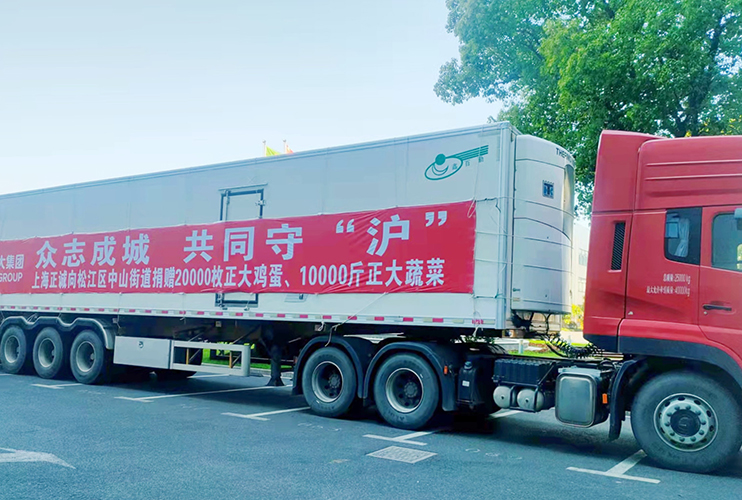 大集团
GROUP
众志成城 共同守“沪”
上海正诚向松江区中山街道捐赠20000枚正大鸡蛋、10000斤正大蔬菜